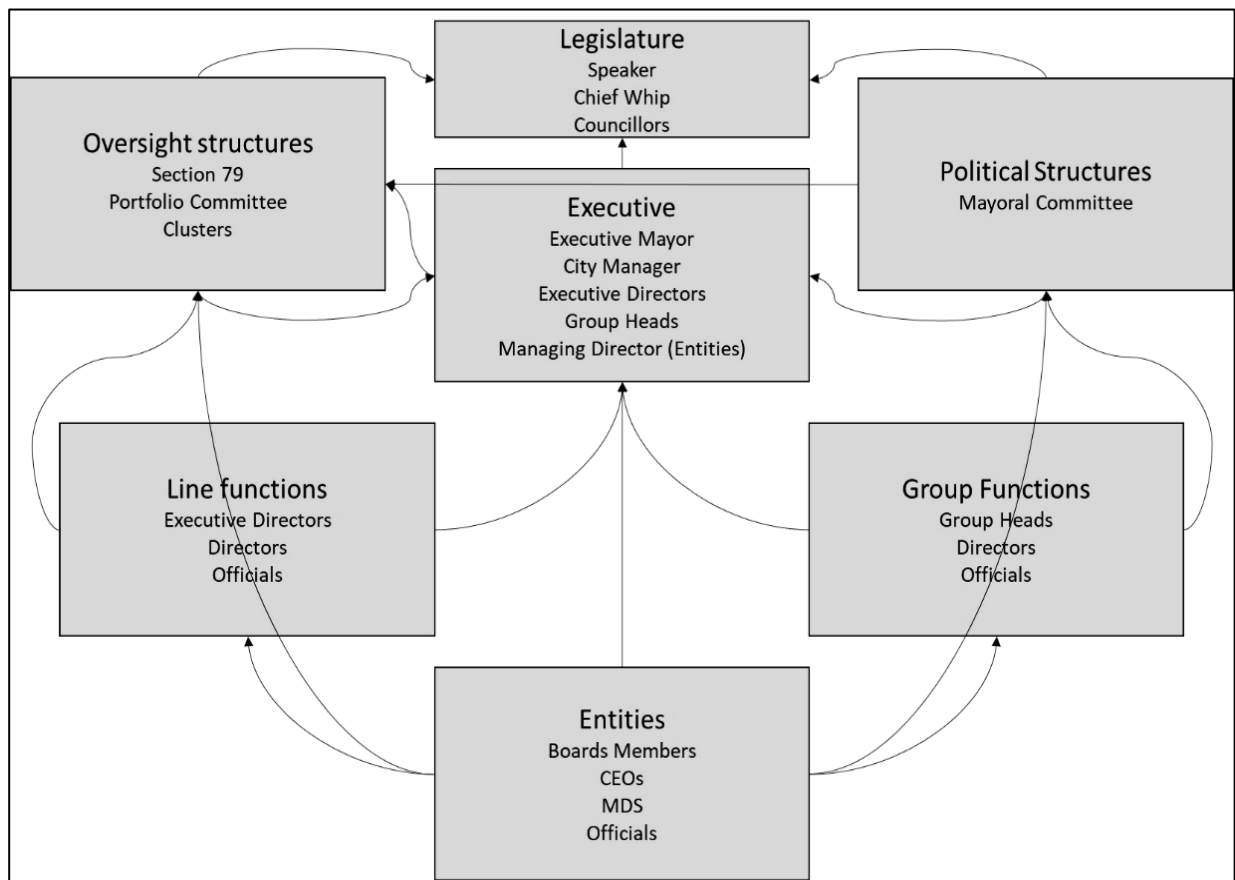 Legislature
Speaker
Chief Whip
Councillors
Oversight structures
Section 79
Portfolio Committee
Clusters
Executive
Executive Mayor
City Manager
Executive Directors
Group Heads
Managing Director (Entities)
Political Structures
Mayoral Committee
Line functions
Executive Directors
Directors
Officials
Group Functions
Group Heads
Directors
Officials
Entities
Boards Members
CEOs
MDS
Officials